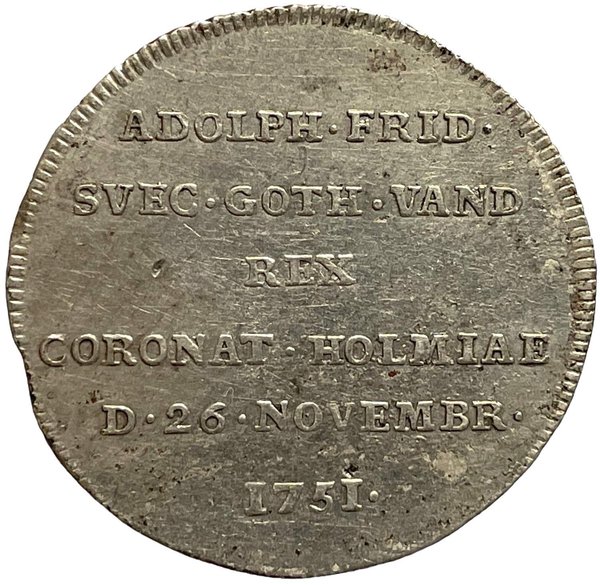 ADOLPH·FRID·
SVEC·GOTH·VAND
REX
CORONAT·HOLMIAE
D·26·NOVEMBR·
1751·